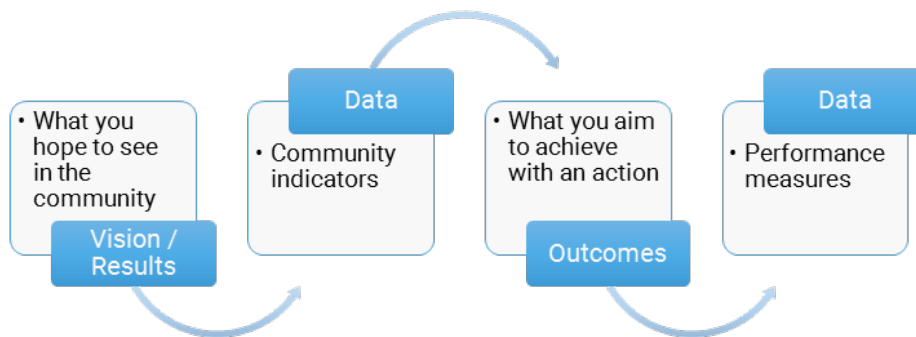 • What you
hope to see
in the
community
Vision /
Results
Data
• Community
indicators
• What you aim
to achieve
with an action
Outcomes
Data
• Performance
measures